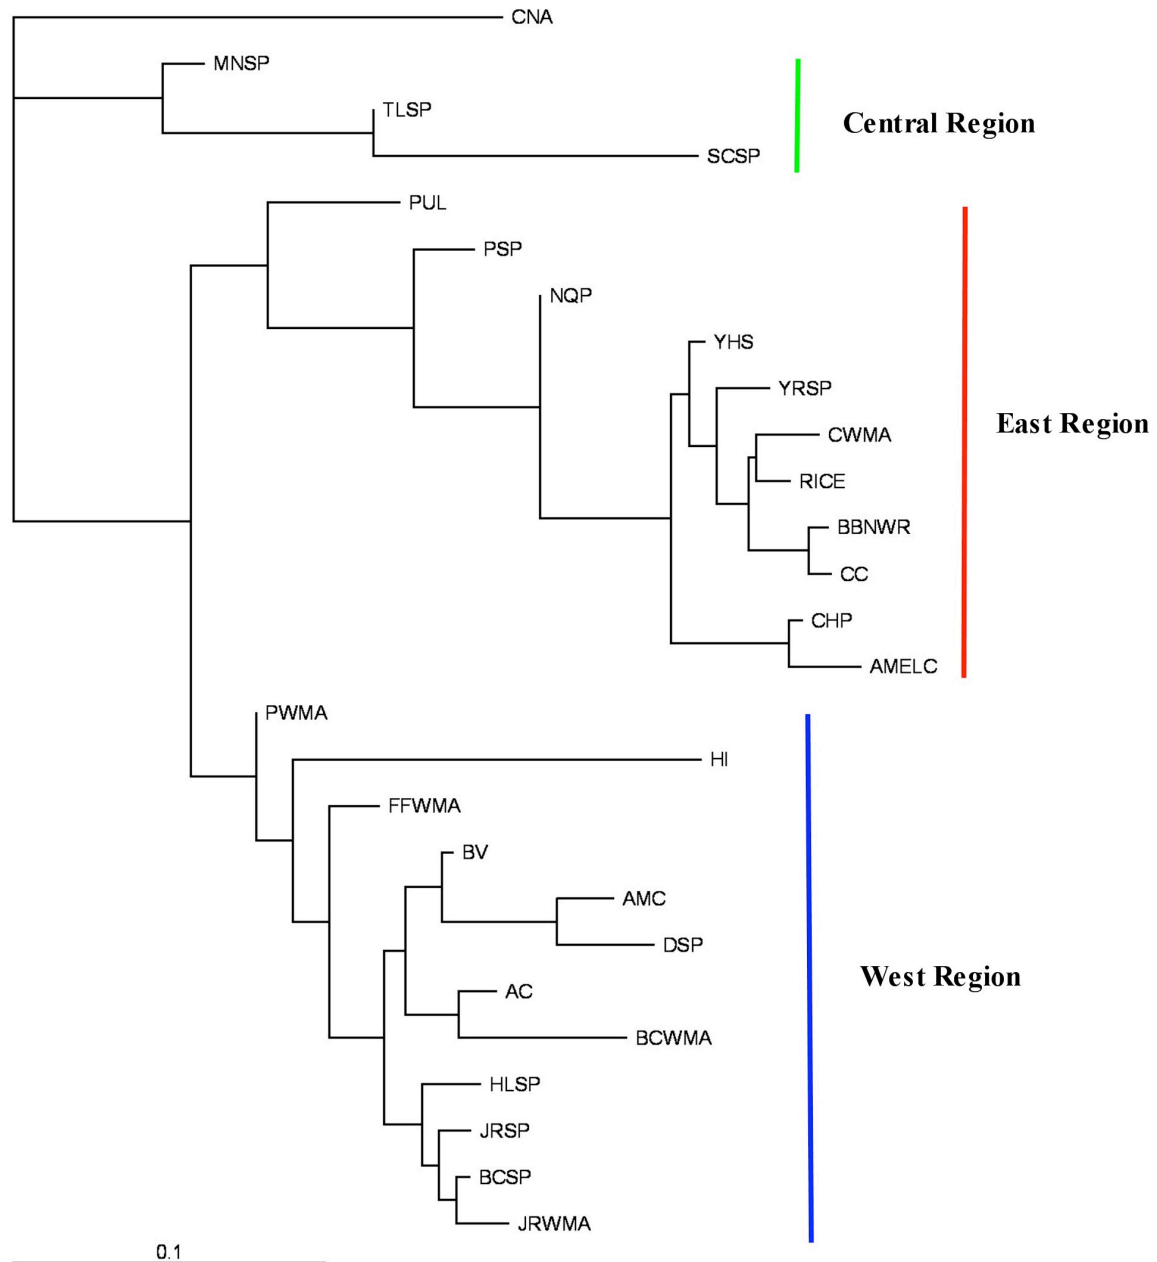 CNA
MNSP
TLSP
Central Region
SCSP
PUL
PSP
NQP
YHS
YRSP
East Region
CWMA
RICE
BBNWR
CC
CHP
AMELC
PWMA
HI
FFWMA
BV
AMC
DSP
West Region
AC
BCWMA
HLSP
JRSP
BCSP
JRWMA
0.1